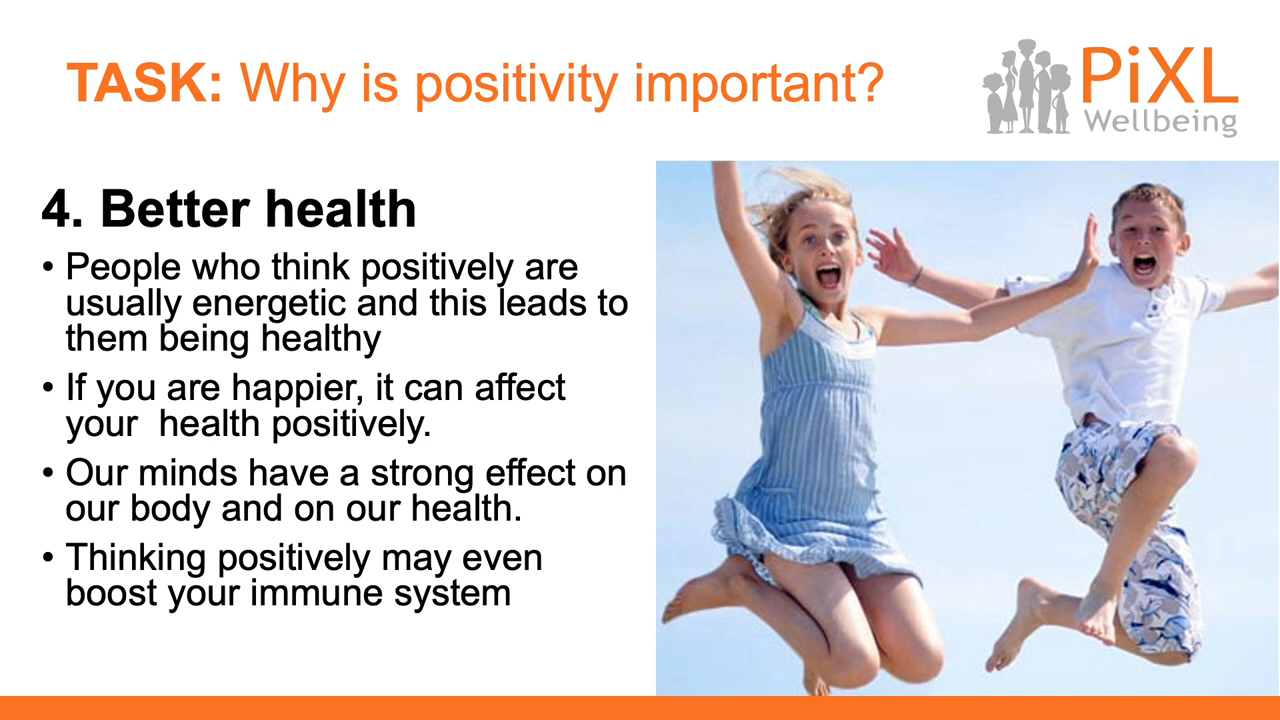 TASK: Why is positivity important?
PiXL
Wellbeing
4. Better health
• People who think positively are
usually energetic and this leads to
them being healthy
• If you are happier, it can affect
your  health positively.
• Our minds have a strong effect on
our body and on our health.
• Thinking positively may even
boost your immune system